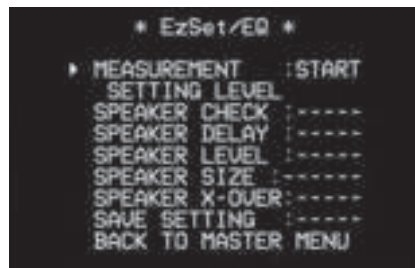 * EzSet/EQ *
MEASUREMENT :START
SETTING LEVEL
SPEAKER CHECK :-----
SPEAKER DELAY :-----
SPEAKER LEVEL :-----
SPEAKER SIZE :-----
SPEAKER X-OVER:-----
SAVE SETTING :-----
BACK TO MASTER MENU